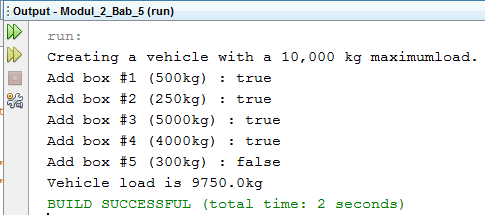 Output - Modul_2_Bab_5 (run)
run:
Creating a vehicle with a 10,000 kg maximumload.
Add box #1 (500kg) : true
Add box #2 (250kg) : true
Add box #3 (5000kg) : true
Add box #4 (4000kg) : true
Add box #5 (300kg) : false
Vehicle load is 9750.0kg
BUILD SUCCESSFUL (total time: 2 seconds)